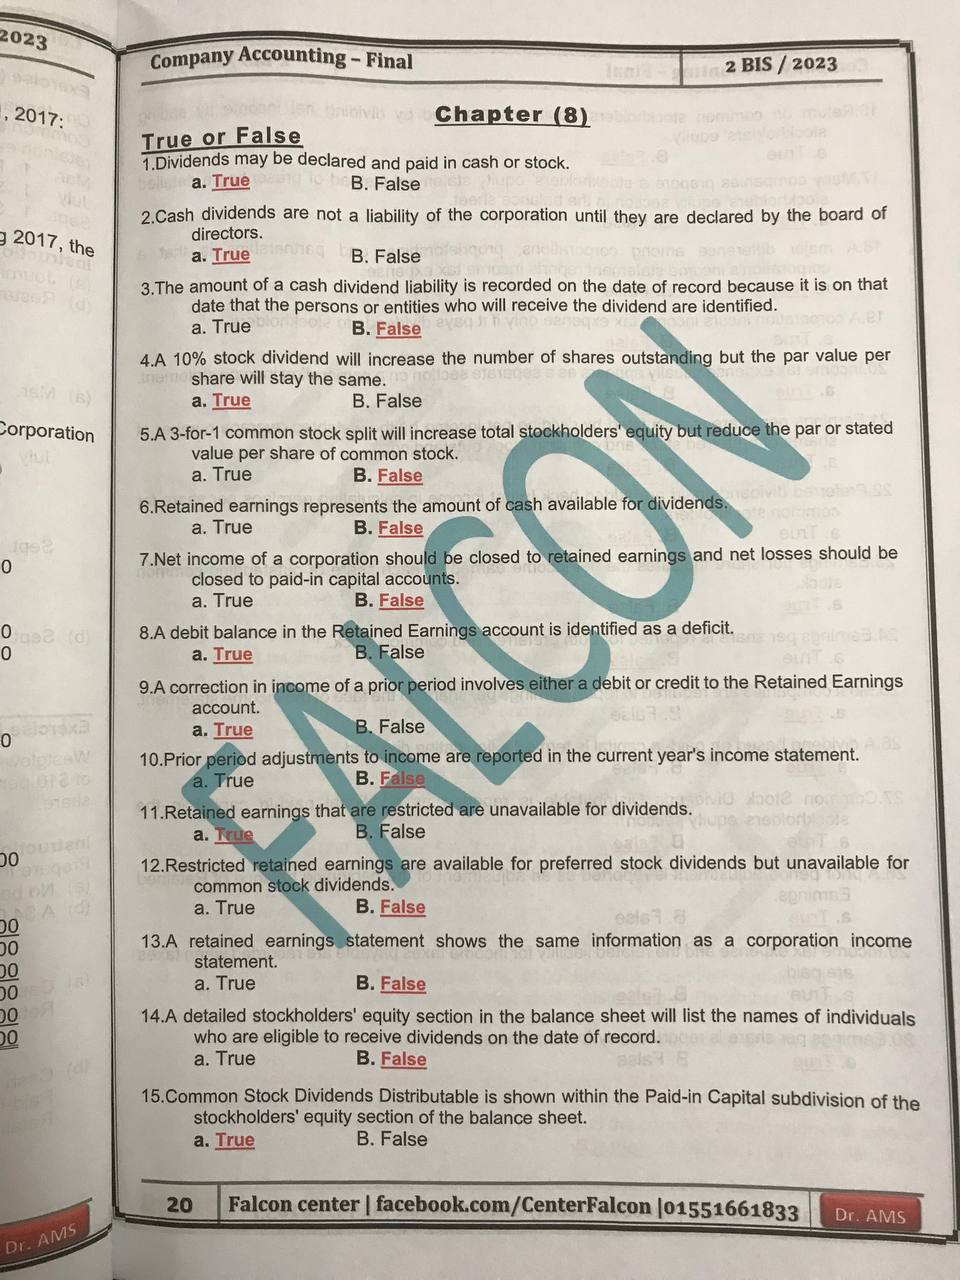 2023
, 2017:
g 2017, the
Corporation
0
0
0
0
00
00
00
00
00
00
00
Dr. AMS
Company Accounting – Final
2 BIS / 2023
Chapter (8)
True or False
1.Dividends may be declared and paid in cash or stock.
a. True B. False
2.Cash dividends are not a liability of the corporation until they are declared by the board of
directors.
a. True B. False
3.The amount of a cash dividend liability is recorded on the date of record because it is on that
date that the persons or entities who will receive the dividend are identified.
a. True B. False
4.A 10% stock dividend will increase the number of shares outstanding but the par value per
share will stay the same.
a. True B. False
5.A 3-for-1 common stock split will increase total stockholders' equity but reduce the par or stated
value per share of common stock.
a. True B. False
6.Retained earnings represents the amount of cash available for dividends.
a. True B. False
7.Net income of a corporation should be closed to retained earnings and net losses should be
closed to paid-in capital accounts.
a. True B. False
8.A debit balance in the Retained Earnings account is identified as a deficit.
a. True B. False
9.A correction in income of a prior period involves either a debit or credit to the Retained Earnings
account.
a. True B. False
10.Prior period adjustments to income are reported in the current year's income statement.
a. True B. False
11.Retained earnings that are restricted are unavailable for dividends.
a. True B. False
12.Restricted retained earnings are available for preferred stock dividends but unavailable for
common stock dividends.
a. True B. False
13.A retained earnings statement shows the same information as a corporation income
statement.
a. True B. False
14.A detailed stockholders' equity section in the balance sheet will list the names of individuals
who are eligible to receive dividends on the date of record.
a. True B. False
15.Common Stock Dividends Distributable is shown within the Paid-in Capital subdivision of the
stockholders' equity section of the balance sheet.
a. True B. False
FALCON
20 Falcon center | facebook.com/CenterFalcon |01551661833 Dr. AMS